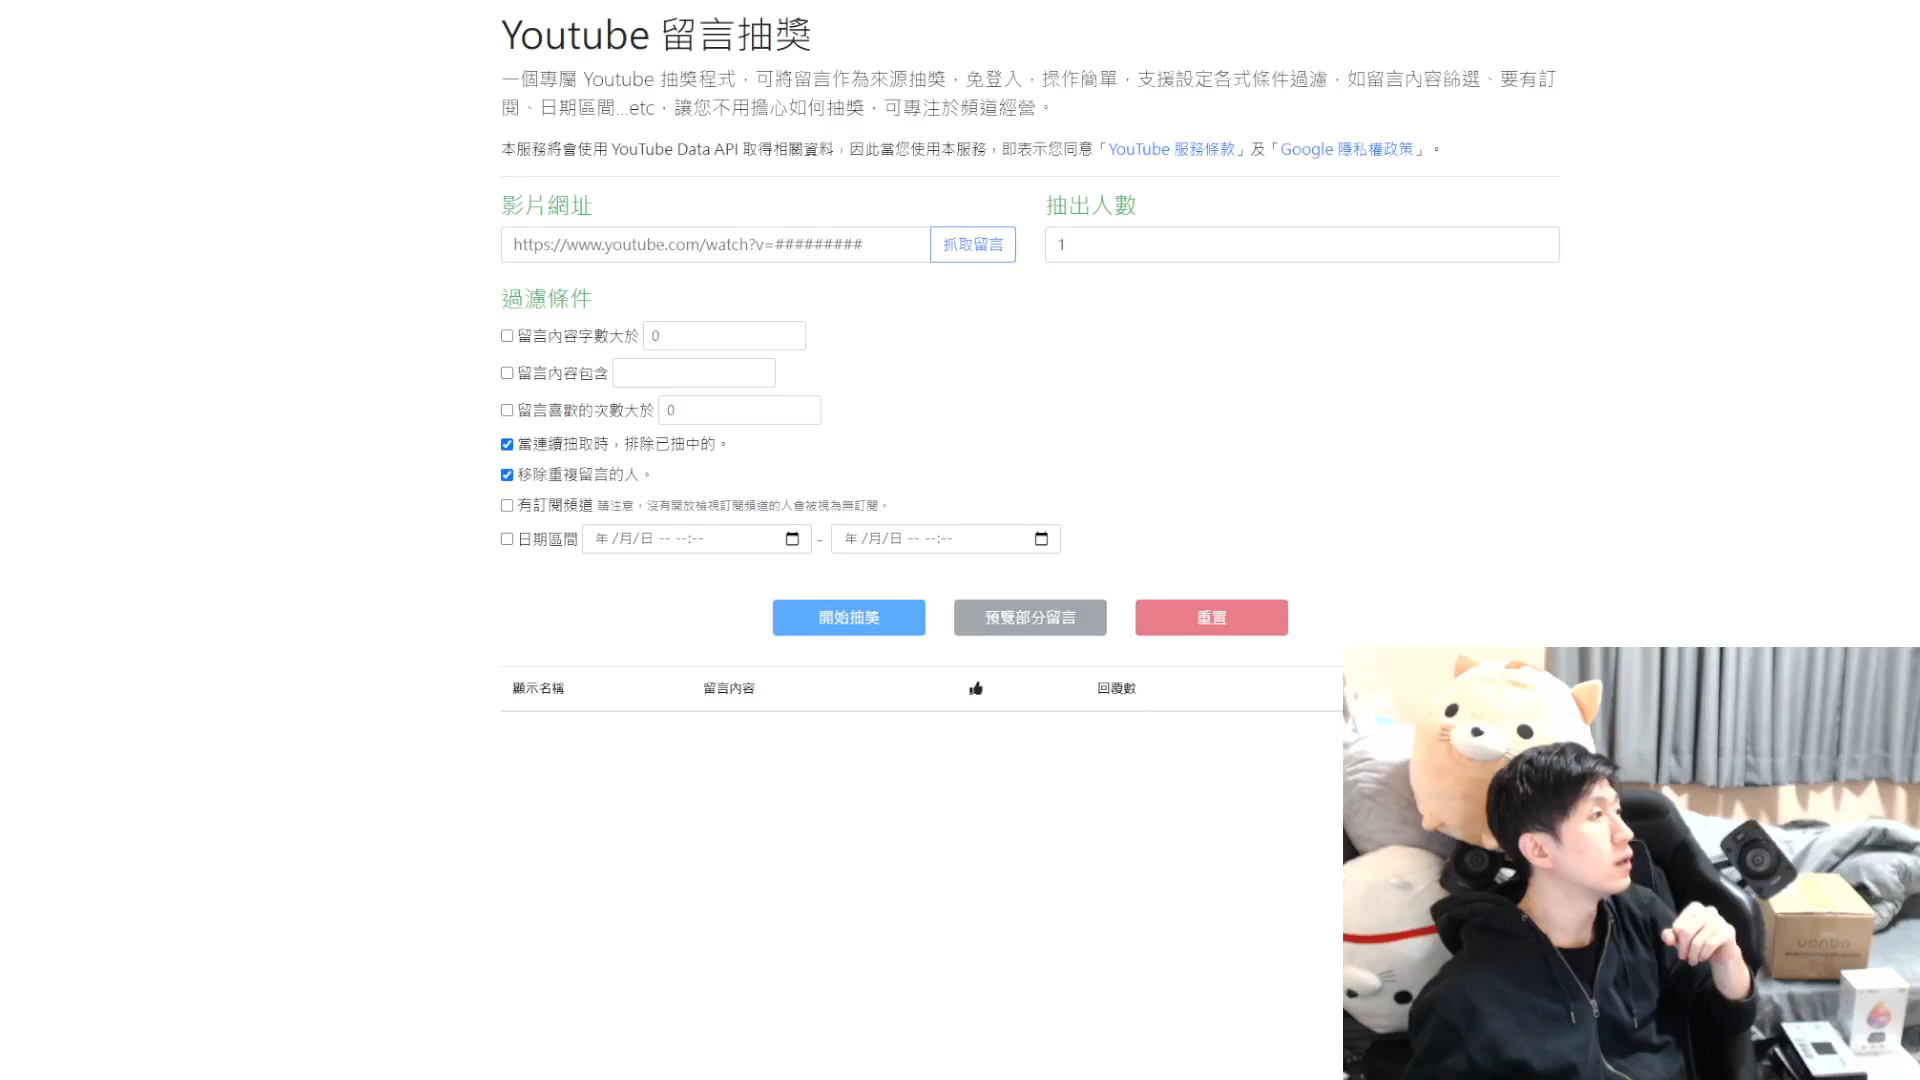 Youtube 留言抽獎
一個專屬 Youtube 抽獎程式，可將留言作為來源抽獎，免登入，操作簡單，支援設定各式條件過濾，如留言內容篩選、要有訂
閱、日期區間...etc，讓您不用擔心如何抽獎，可專注於頻道經營。
本服務將會使用 YouTube Data API 取得相關資料，因此當您使用本服務，即表示您同意「YouTube 服務條款」及「Google 隱私權政策」。
影片網址
抽出人數
https://www.youtube.com/watch?v=#########
抓取留言
1
過濾條件
留言內容字數大於 0
留言內容包含
留言喜歡的次數大於 0
當連續抽取時，排除已抽中的。
移除重複留言的人。
有訂閱頻道 請注意，沒有開放檢視訂閱頻道的人會被視為無訂閱。
日期區間 年 /月/日 -- --:-- - 年 /月/日 -- --:--
開始抽獎
預覽部分留言
重置
顯示名稱
留言內容
回覆數